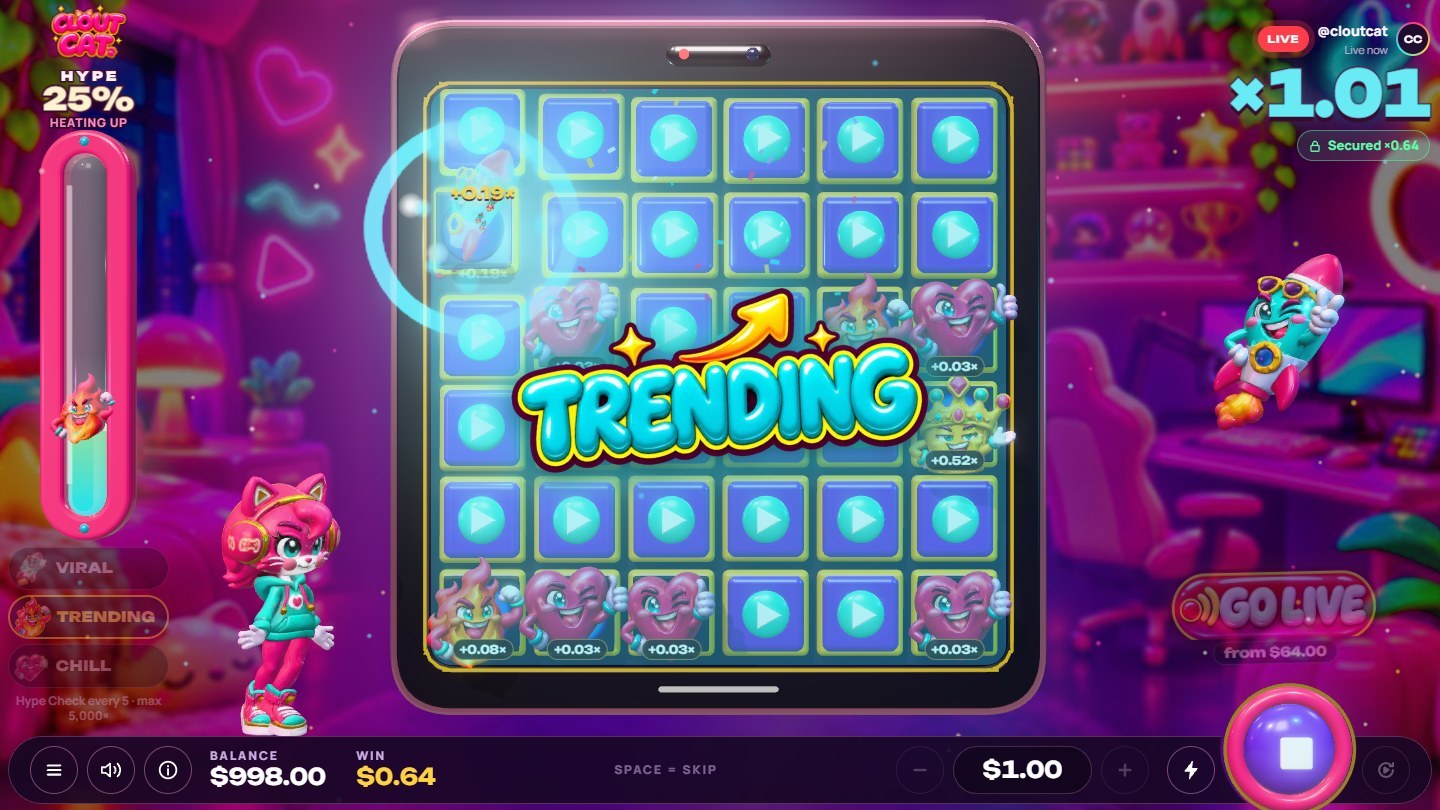 CLOUT
CAT
HYPE
25%
HEATING UP
LIVE
@cloutcat
Live now
CC
×1.01
Secured ×0.64
+0.19×
+0.19×
+0.03×
TRENDING
+0.52×
+0.08×
+0.03×
+0.03×
+0.03×
VIRAL
TRENDING
CHILL
Hype Check every 5 · max
5,000×
GO LIVE
from $64.00
BALANCE
$998.00
WIN
$0.64
SPACE = SKIP
$1.00